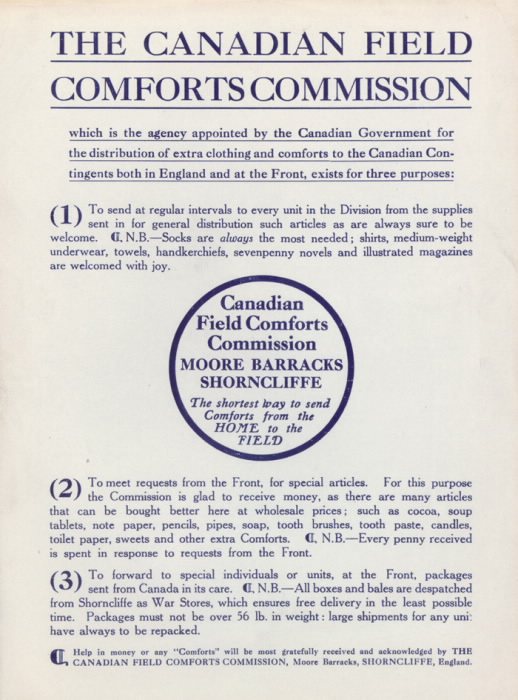 THE CANADIAN FIELD
COMFORTS COMMISSION
which is the agency appointed by the Canadian Government for
the distribution of extra clothing and comforts to the Canadian Con-
tingents both in England and at the Front, exists for three purposes:
(1) To send at regular intervals to every unit in the Division from the supplies
sent in for general distribution such articles as are always sure to be
welcome. ⁋ N.B.—Socks are always the most needed; shirts, medium-weight
underwear, towels, handkerchiefs, sevenpenny novels and illustrated magazines
are welcomed with joy.
Canadian
Field Comforts
Commission
MOORE BARRACKS
SHORNCLIFFE
The shortest way to send
Comforts from the
HOME to the
FIELD
(2) To meet requests from the Front, for special articles. For this purpose
the Commission is glad to receive money, as there are many articles
that can be bought better here at wholesale prices; such as cocoa, soup
tablets, note paper, pencils, pipes, soap, tooth brushes, tooth paste, candles,
toilet paper, sweets and other extra Comforts. ⁋ N.B.—Every penny received
is spent in response to requests from the Front.
(3) To forward to special individuals or units, at the Front, packages
sent from Canada in its care. ⁋ N.B.—All boxes and bales are despatched
from Shorncliffe as War Stores, which ensures free delivery in the least possible
time. Packages must not be over 56 lb. in weight: large shipments for any uni
have always to be repacked.
⁋ Help in money or any "Comforts" will be most gratefully received and acknowledged by THE
CANADIAN FIELD COMFORTS COMMISSION, Moore Barracks, SHORNCLIFFE, England.